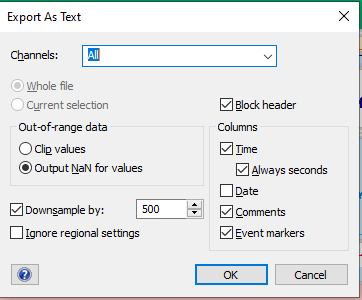 Export As Text
Channels: All
Whole file
Current selection
Block header
Out-of-range data
Clip values
Output NaN for values
Columns
Time
Always seconds
Date
Comments
Event markers
Downsample by: 500
Ignore regional settings
OK
Cancel